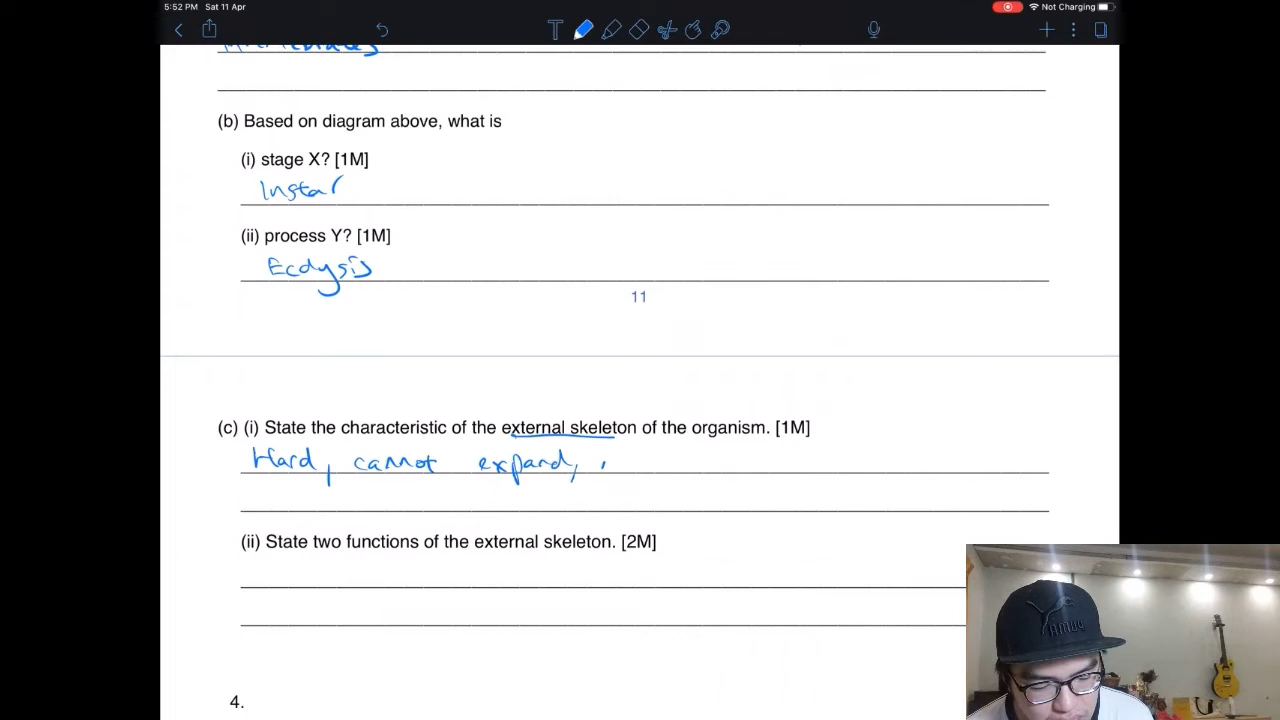 5:52 PM Sat 11 Apr Not Charging
(b) Based on diagram above, what is
(i) stage X? [1M]
Instar
(ii) process Y? [1M]
Ecdysis
11
(c) (i) State the characteristic of the external skeleton of the organism. [1M]
Hard, cannot expand,
(ii) State two functions of the external skeleton. [2M]
4.